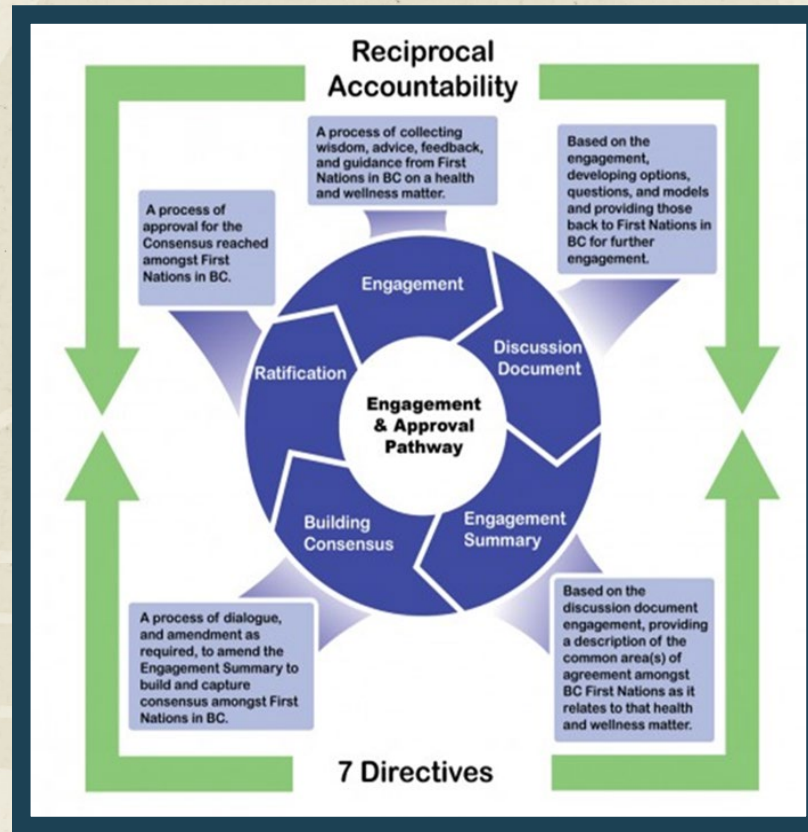 Reciprocal
Accountability
A process of collecting
wisdom, advice, feedback,
and guidance from First
Nations in BC on a health
and wellness matter.
Based on the
engagement,
developing options,
questions, and models
and providing those
back to First Nations in
BC for further
engagement.
A process of
approval for the
Consensus reached
amongst First
Nations in BC.
Engagement
Discussion
Document
Ratification
Engagement
& Approval
Pathway
Building
Consensus
Engagement
Summary
A process of dialogue,
and amendment as
required, to amend the
Engagement Summary to
build and capture
consensus amongst First
Nations in BC.
Based on the
discussion document
engagement, providing
a description of the
common area(s) of
agreement amongst
BC First Nations as it
relates to that health
and wellness matter.
7 Directives